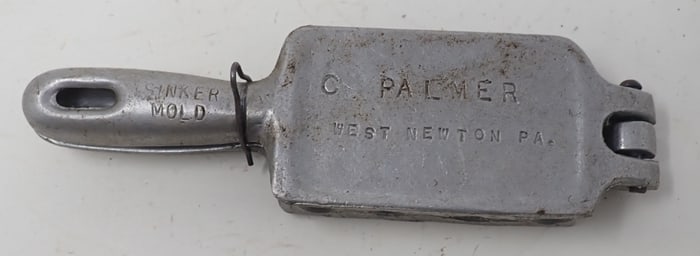 SINKER
MOLD
C PALMER
WEST NEWTON PA.